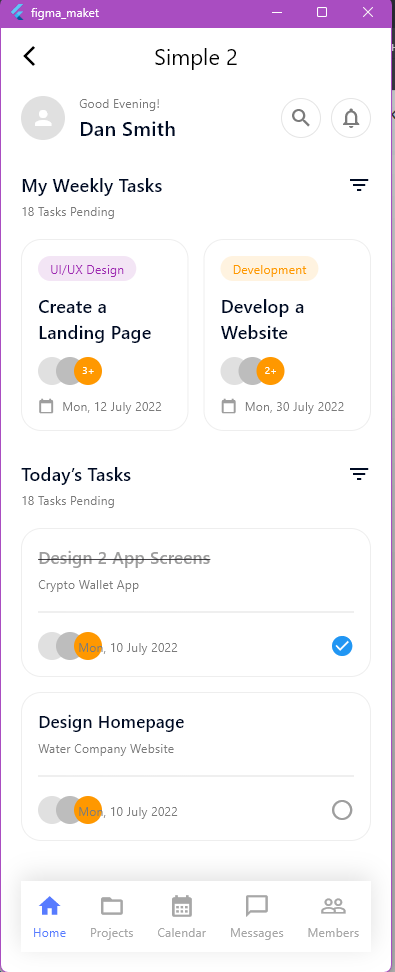 figma_maket
Simple 2
Good Evening!
Dan Smith
My Weekly Tasks
18 Tasks Pending
UI/UX Design
Create a
Landing Page
3+
Mon, 12 July 2022
Development
Develop a
Website
2+
Mon, 30 July 2022
Today's Tasks
18 Tasks Pending
Design 2 App Screens
Crypto Wallet App
Mon, 10 July 2022
Design Homepage
Water Company Website
Mon, 10 July 2022
Home
Projects
Calendar
Messages
Members